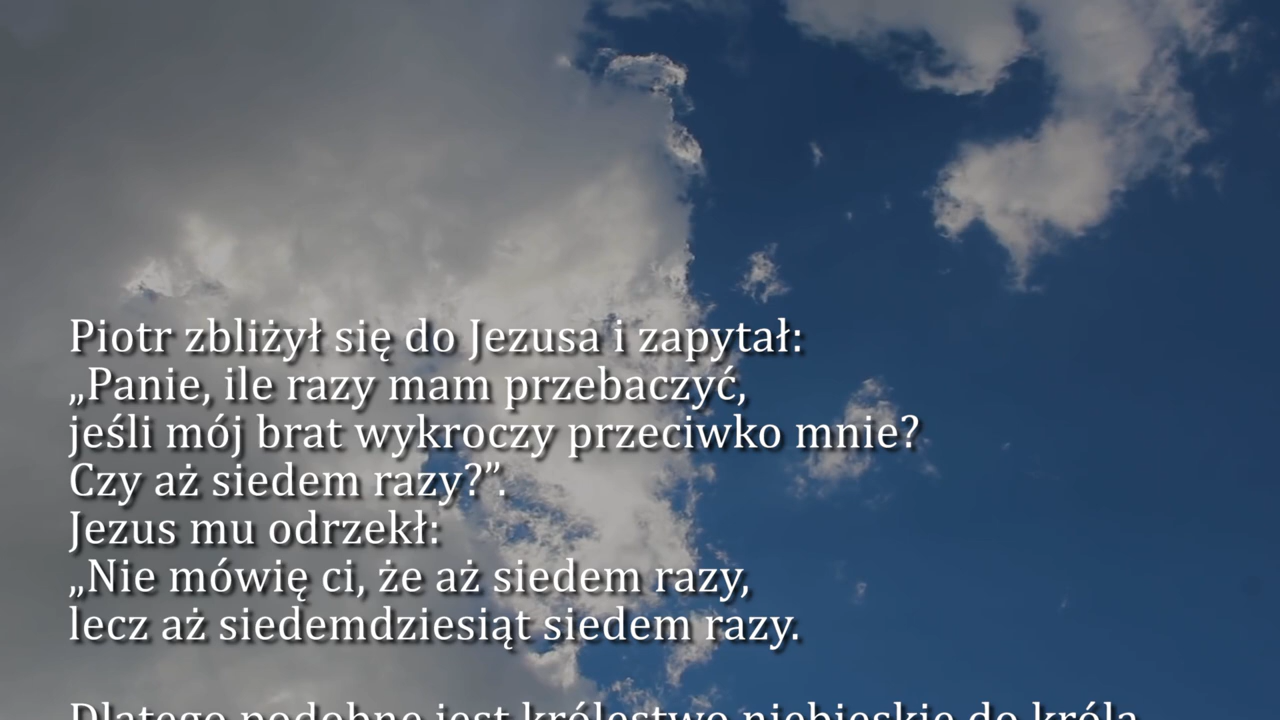 Piotr zbliżył się do Jezusa i zapytał:
„Panie, ile razy mam przebaczyć,
jeśli mój brat wykroczy przeciwko mnie?
Czy aż siedem razy?”.
Jezus mu odrzekł:
„Nie mówię ci, że aż siedem razy,
lecz aż siedemdziesiąt siedem razy.
Dlatego podobne jest królestwo niebieskie do króla